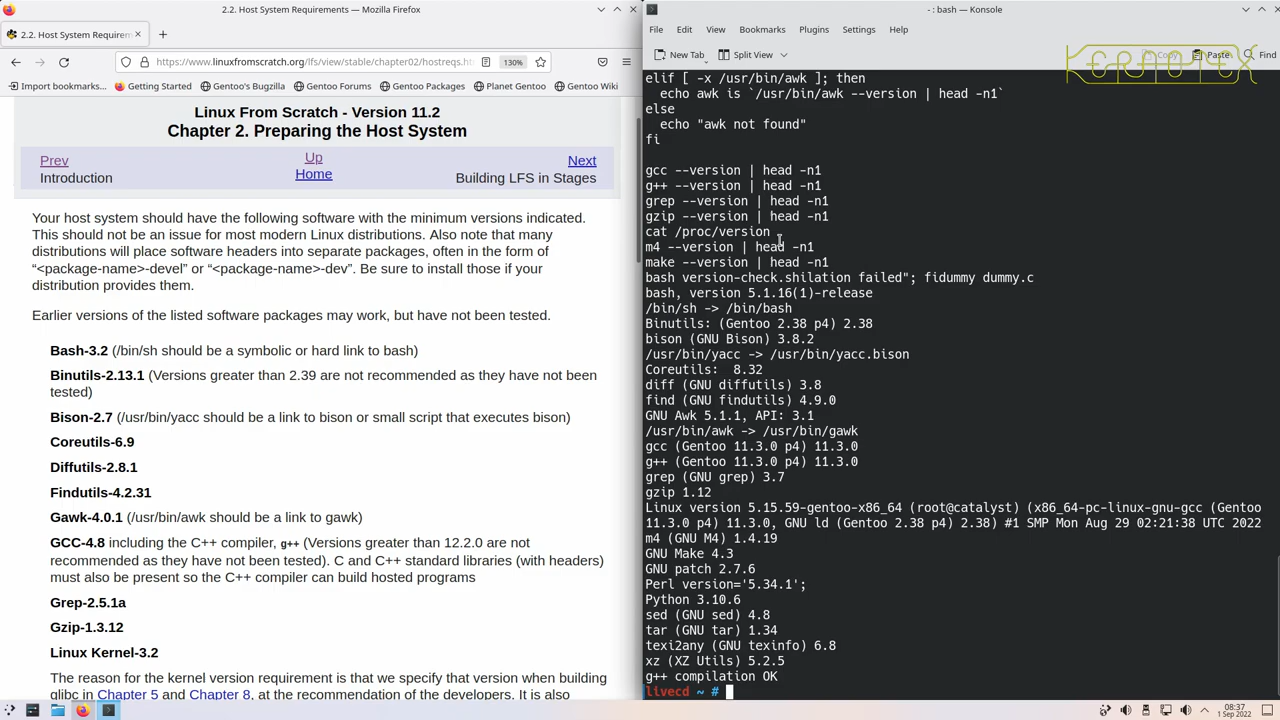 2.2. Host System Requirements — Mozilla Firefox
2.2. Host System Requirem
https://www.linuxfromscratch.org/lfs/view/stable/chapter02/hostreqs.html
130%
Import bookmarks...
Getting Started
Gentoo's Bugzilla
Gentoo Forums
Gentoo Packages
Planet Gentoo
Gentoo Wiki
Linux From Scratch - Version 11.2
Chapter 2. Preparing the Host System
Prev
Up
Next
Introduction
Home
Building LFS in Stages
Your host system should have the following software with the minimum versions indicated.
This should not be an issue for most modern Linux distributions. Also note that many
distributions will place software headers into separate packages, often in the form of
“<package-name>-devel” or “<package-name>-dev”. Be sure to install those if your
distribution provides them.
Earlier versions of the listed software packages may work, but have not been tested.
Bash-3.2 (/bin/sh should be a symbolic or hard link to bash)
Binutils-2.13.1 (Versions greater than 2.39 are not recommended as they have not been
tested)
Bison-2.7 (/usr/bin/yacc should be a link to bison or small script that executes bison)
Coreutils-6.9
Diffutils-2.8.1
Findutils-4.2.31
Gawk-4.0.1 (/usr/bin/awk should be a link to gawk)
GCC-4.8 including the C++ compiler, g++ (Versions greater than 12.2.0 are not
recommended as they have not been tested). C and C++ standard libraries (with headers)
must also be present so the C++ compiler can build hosted programs
Grep-2.5.1a
Gzip-1.3.12
Linux Kernel-3.2
The reason for the kernel version requirement is that we specify that version when building
glibc in Chapter 5 and Chapter 8, at the recommendation of the developers. It is also
- : bash — Konsole
File
Edit
View
Bookmarks
Plugins
Settings
Help
New Tab
Split View
Copy
Paste
Find
KERNOTEX
elif [ -x /usr/bin/awk ]; then
  echo awk is `/usr/bin/awk --version | head -n1`
else
  echo "awk not found"
fi
gcc --version | head -n1
g++ --version | head -n1
grep --version | head -n1
gzip --version | head -n1
cat /proc/version
m4 --version | head -n1
make --version | head -n1
bash version-check.shilation failed"; fidummy dummy.c
bash, version 5.1.16(1)-release
/bin/sh -> /bin/bash
Binutils: (Gentoo 2.38 p4) 2.38
bison (GNU Bison) 3.8.2
/usr/bin/yacc -> /usr/bin/yacc.bison
Coreutils:  8.32
diff (GNU diffutils) 3.8
find (GNU findutils) 4.9.0
GNU Awk 5.1.1, API: 3.1
/usr/bin/awk -> /usr/bin/gawk
gcc (Gentoo 11.3.0 p4) 11.3.0
g++ (Gentoo 11.3.0 p4) 11.3.0
grep (GNU grep) 3.7
gzip 1.12
Linux version 5.15.59-gentoo-x86_64 (root@catalyst) (x86_64-pc-linux-gnu-gcc (Gentoo
11.3.0 p4) 11.3.0, GNU ld (Gentoo 2.38 p4) 2.38) #1 SMP Mon Aug 29 02:21:38 UTC 2022
m4 (GNU M4) 1.4.19
GNU Make 4.3
GNU patch 2.7.6
Perl version='5.34.1';
Python 3.10.6
sed (GNU sed) 4.8
tar (GNU tar) 1.34
texi2any (GNU texinfo) 6.8
xz (XZ Utils) 5.2.5
g++ compilation OK
livecd ~ #
08:37
1 Sep 2022